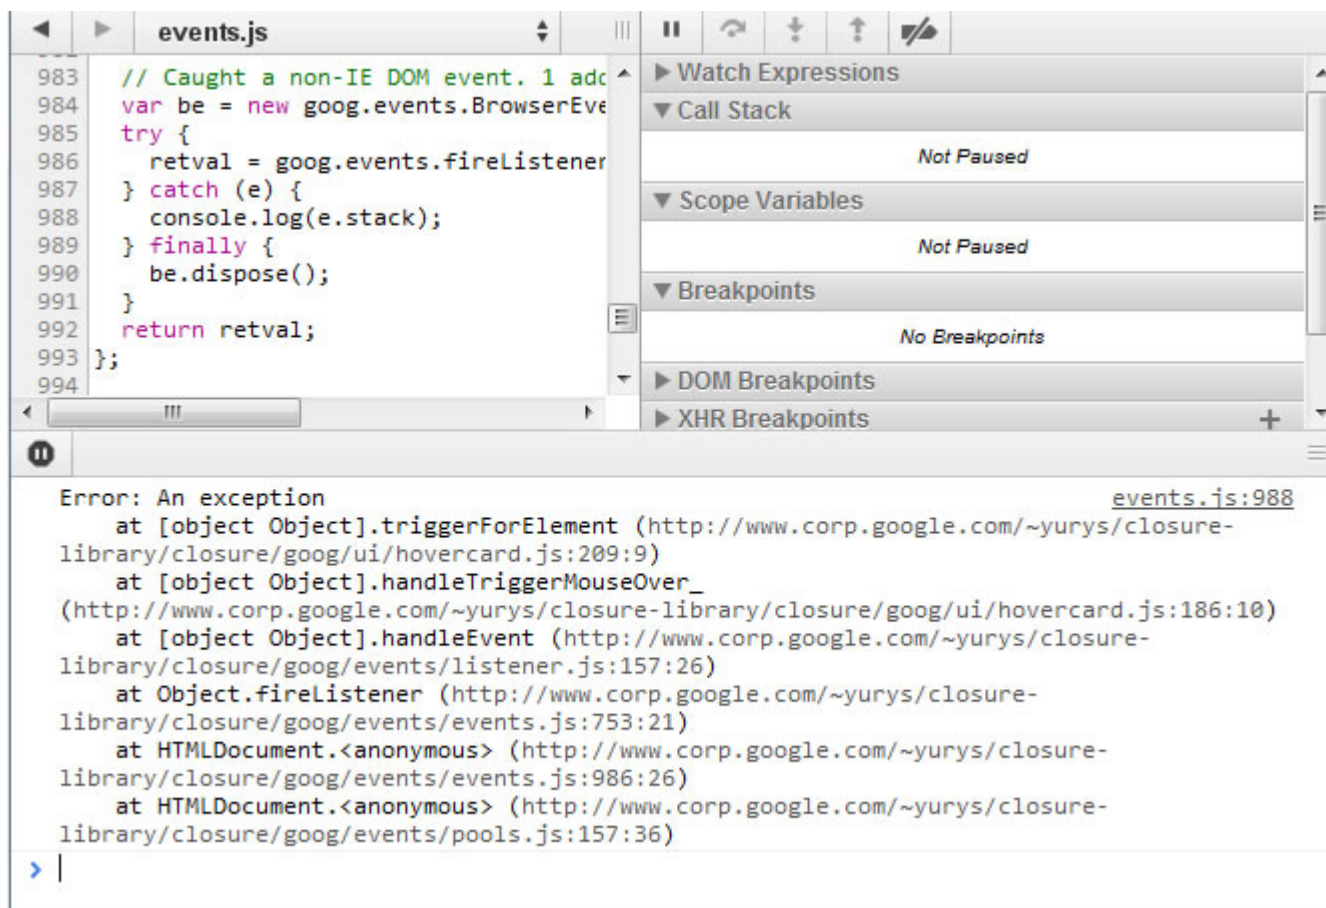 events.js
983 // Caught a non-IE DOM event. 1 add
984 var be = new goog.events.BrowserEve
985 try {
986 retval = goog.events.fireListener
987 } catch (e) {
988 console.log(e.stack);
989 } finally {
990 be.dispose();
991 }
992 return retval;
993 };
994
Watch Expressions
Call Stack
Not Paused
Scope Variables
Not Paused
Breakpoints
No Breakpoints
DOM Breakpoints
XHR Breakpoints +
Error: An exception events.js:988
at [object Object].triggerForElement (http://www.corp.google.com/~yurys/closure-
library/closure/goog/ui/hovercard.js:209:9)
at [object Object].handleTriggerMouseOver_
(http://www.corp.google.com/~yurys/closure-library/closure/goog/ui/hovercard.js:186:10)
at [object Object].handleEvent (http://www.corp.google.com/~yurys/closure-
library/closure/goog/events/listener.js:157:26)
at Object.fireListener (http://www.corp.google.com/~yurys/closure-
library/closure/goog/events/events.js:753:21)
at HTMLDocument.<anonymous> (http://www.corp.google.com/~yurys/closure-
library/closure/goog/events/events.js:986:26)
at HTMLDocument.<anonymous> (http://www.corp.google.com/~yurys/closure-
library/closure/goog/events/pools.js:157:36)
>